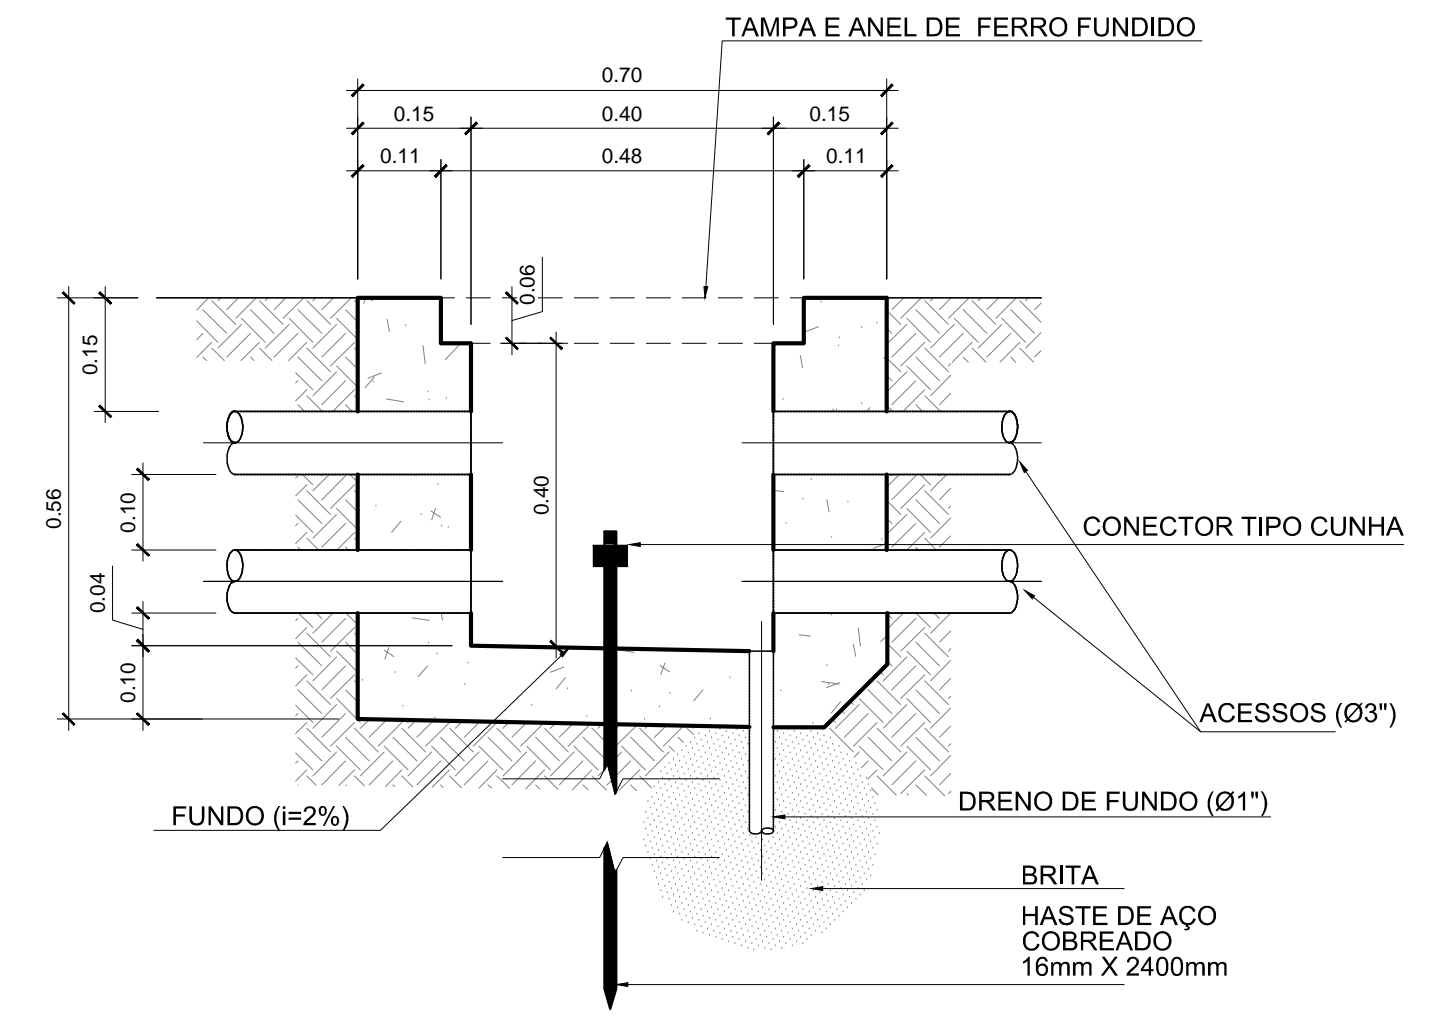 TAMPA E ANEL DE FERRO FUNDIDO
0.70
0.15
0.40
0.15
0.11
0.48
0.11
0.06
0.15
0.56
0.10
0.40
CONECTOR TIPO CUNHA
0.04
0.10
ACESSOS (Ø3")
DRENO DE FUNDO (Ø1")
FUNDO (i=2%)
BRITA
HASTE DE AÇO
COBREADO
16mm X 2400mm